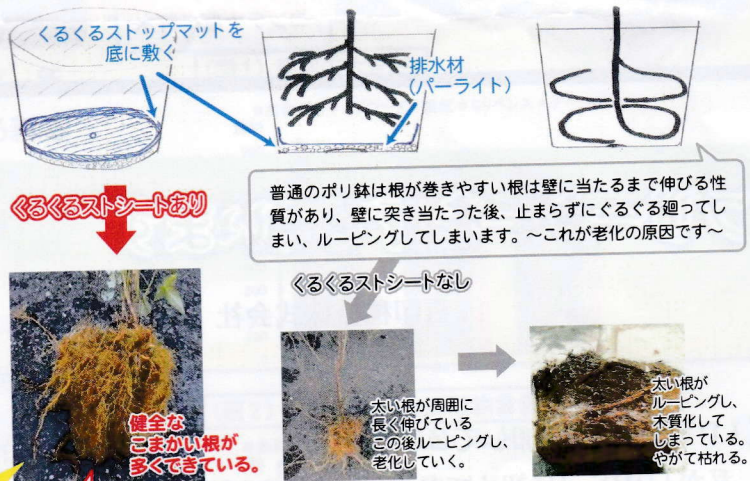 くるくるストップマットを
底に敷く
排水材
（パーライト）
普通のポリ鉢は根が巻きやすい根は壁に当たるまで伸びる性
質があり、壁に突き当たった後、止まらずにぐるぐる廻ってし
まい、ルーピングしてしまいます。～これが老化の原因です～
くるくるストシートあり
くるくるストシートなし
健全な
こまかい根が
多くできている。
太い根が周囲に
長く伸びている
この後ルーピングし、
老化していく。
太い根が
ルーピングし、
木質化して
しまっている。
やがて枯れる。